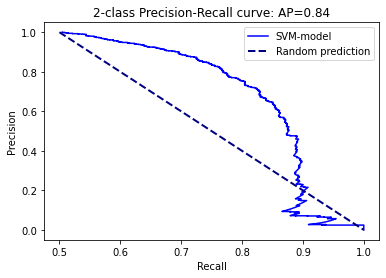 2-class Precision-Recall curve: AP=0.84
SVM-model
Random prediction
Precision
1.0
0.8
0.6
0.4
0.2
0.0
0.5 0.6 0.7 0.8 0.9 1.0
Recall